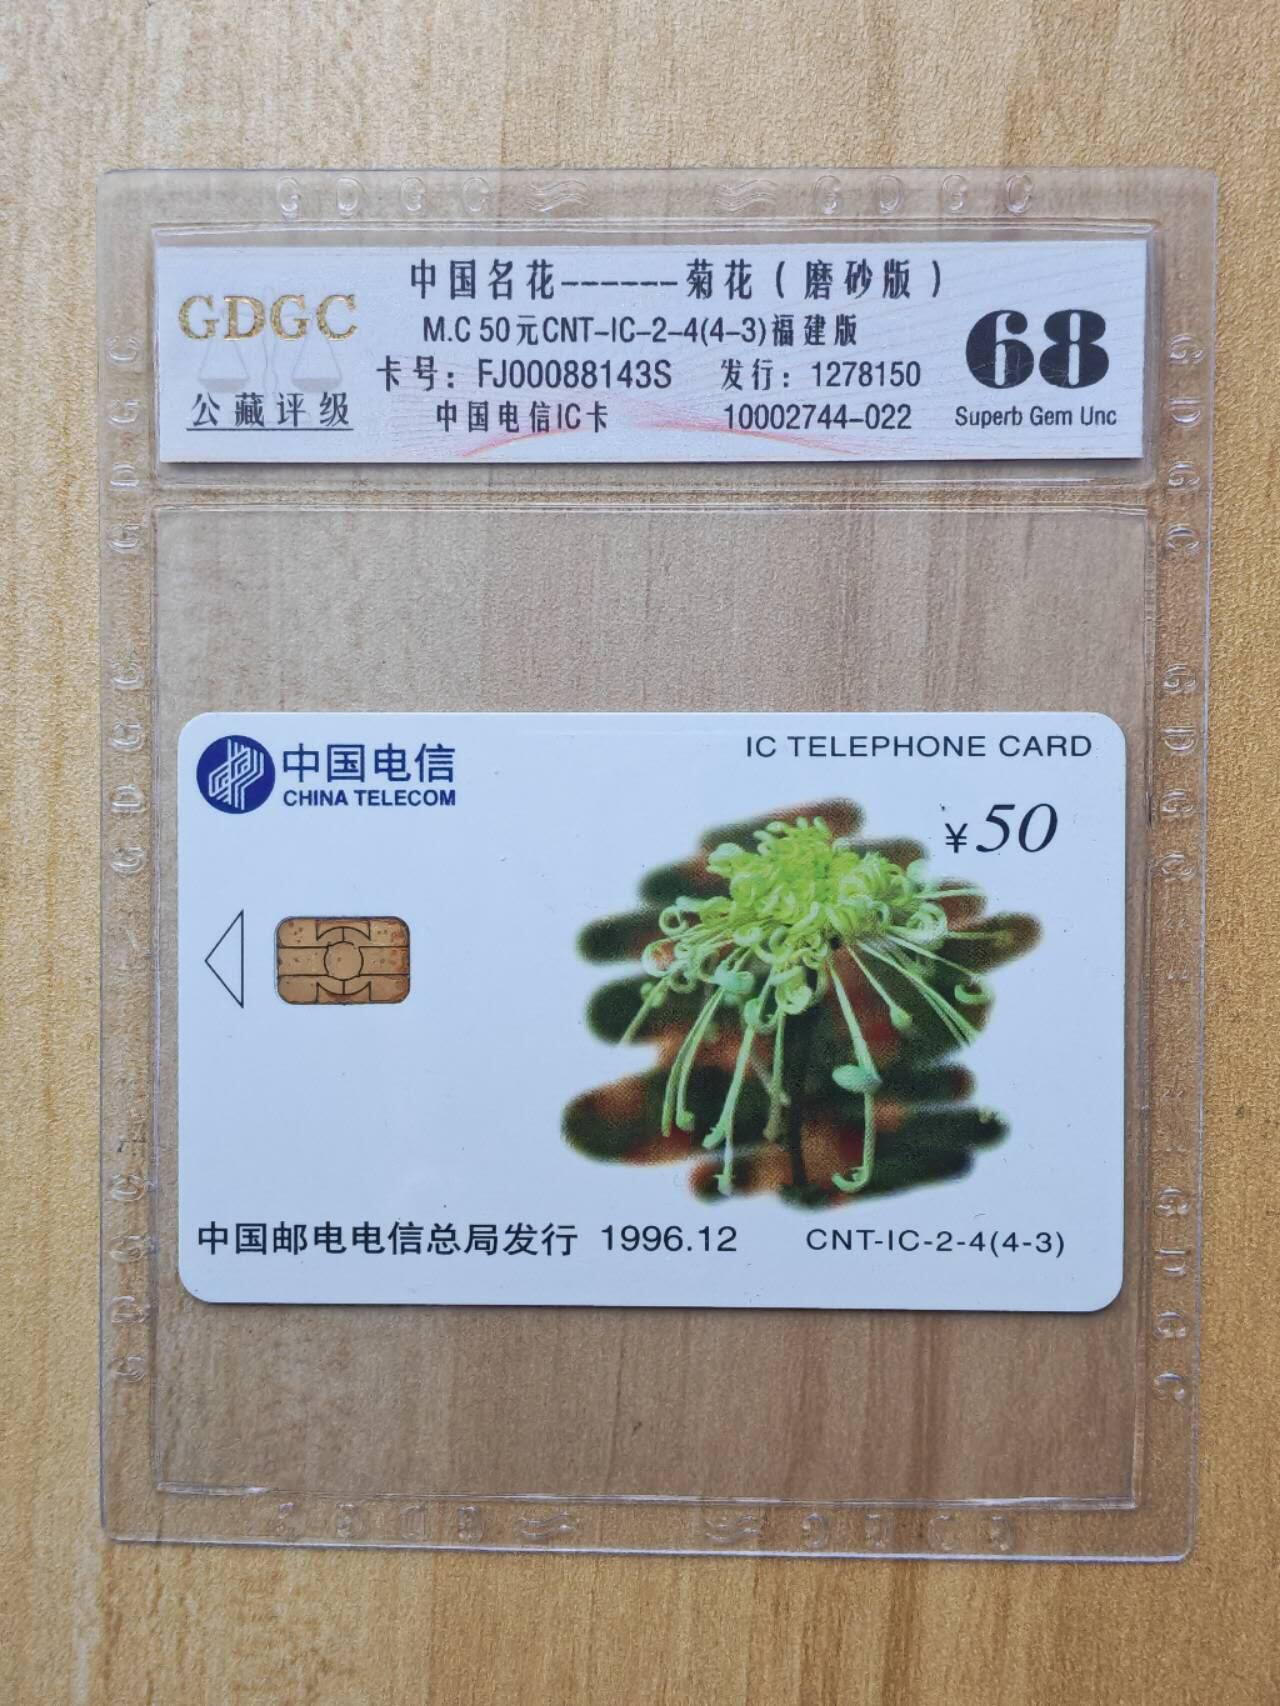 GDGC GDGC
中国名花------菊花(磨砂版)
GDGC
M.C 50元CNT-IC-2-4(4-3)福建版
68
卡号：FJ00088143S 发行：1278150
公藏评级
中国电信IC卡 10002744-022
Superb Gem Unc
中国电信
CHINA TELECOM
IC TELEPHONE CARD
¥50
中国邮电电信总局发行 1996.12 CNT-IC-2-4(4-3)